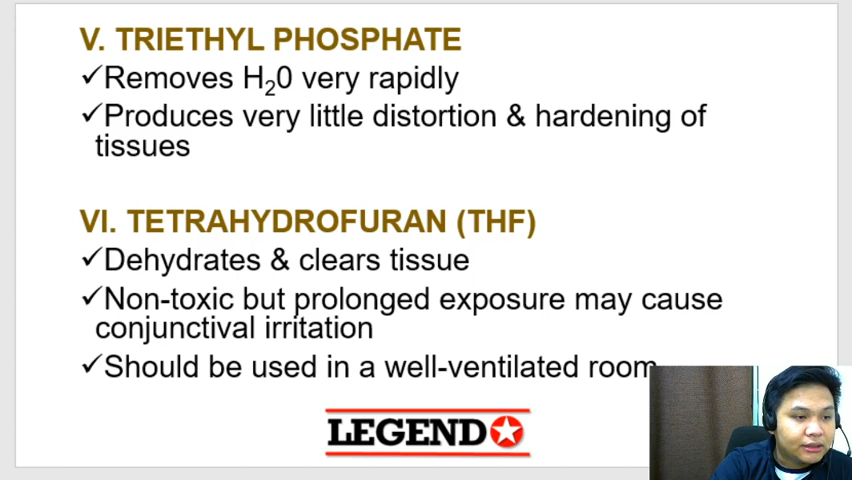 V. TRIETHYL PHOSPHATE
✓Removes H₂0 very rapidly
✓Produces very little distortion & hardening of
tissues
VI. TETRAHYDROFURAN (THF)
✓Dehydrates & clears tissue
✓Non-toxic but prolonged exposure may cause
conjunctival irritation
✓Should be used in a well-ventilated room
LEGEND